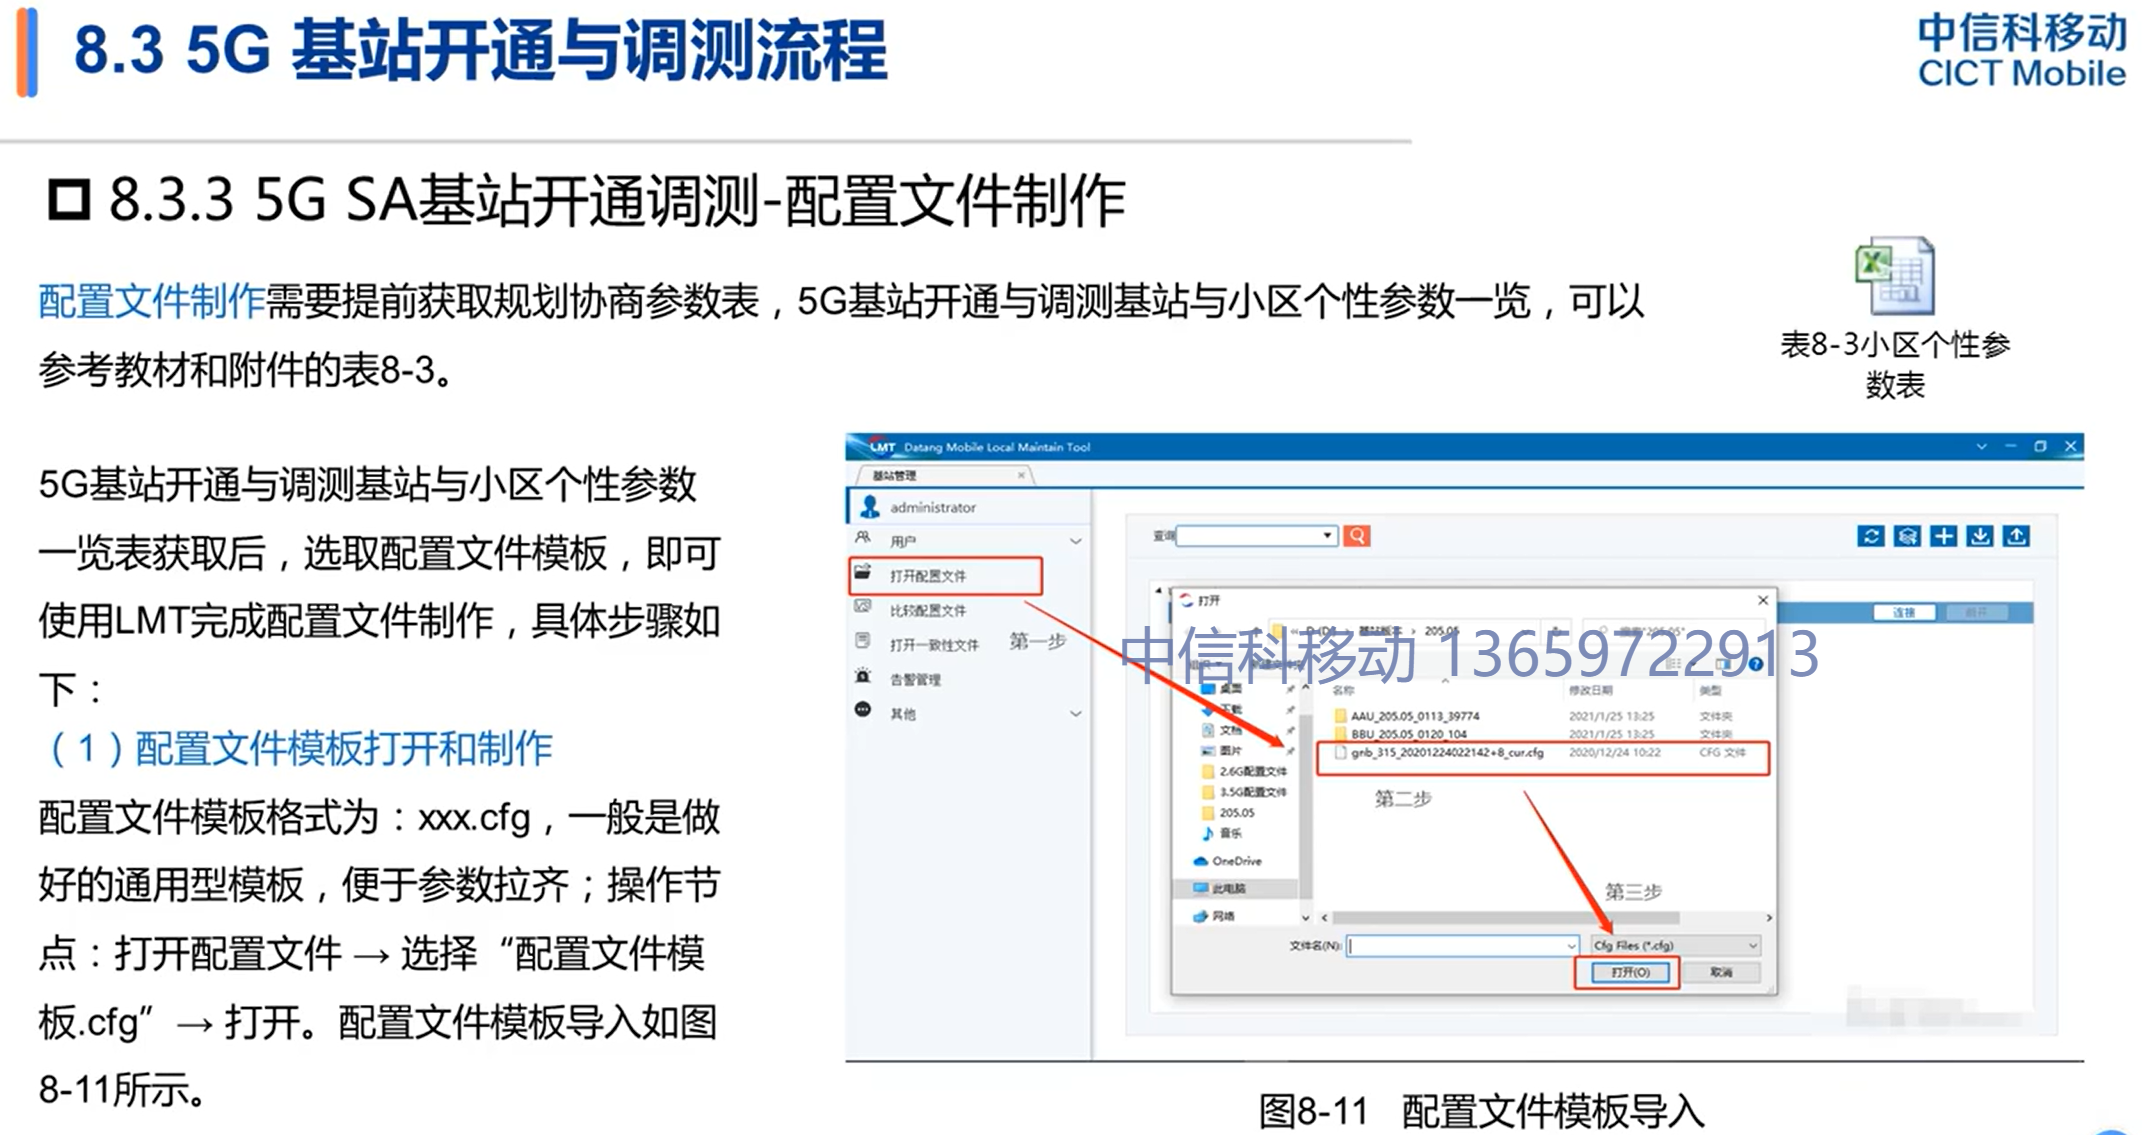 8.3 5G 基站开通与调测流程
中信科移动
CICT Mobile
8.3.3 5G SA基站开通调测-配置文件制作
配置文件制作需要提前获取规划协商参数表，5G基站开通与调测基站与小区个性参数一览，可以
参考教材和附件的表8-3。
表8-3小区个性参
数表
5G基站开通与调测基站与小区个性参数
一览表获取后，选取配置文件模板，即可
使用LMT完成配置文件制作，具体步骤如
下：
（1）配置文件模板打开和制作
配置文件模板格式为：xxx.cfg，一般是做
好的通用型模板，便于参数拉齐；操作节
点：打开配置文件 → 选择“配置文件模
板.cfg” → 打开。配置文件模板导入如图
8-11所示。
LMT Datang Mobile Local Maintain Tool
基站管理
administrator
用户
打开配置文件
比较配置文件
打开一致性文件
告警管理
其他
第一步
查询
连接
打开
基站版本 › 205.05
中信科移动 13659722913
名称 修改日期 类型
桌面
下载
文档
图片
2.6G配置文件
3.5G配置文件
205.05
音乐
OneDrive
此电脑
网络
AAU_205.05_0113_39774 2021/1/25 13:25 文件夹
BBU_205.05_0120_104 2021/1/25 13:25 文件夹
gnb_315_20201224022142+8_cur.cfg 2020/12/24 10:22 CFG 文件
第二步
第三步
文件名(N): Cfg Files (*.cfg)
打开(O) 取消
图8-11 配置文件模板导入